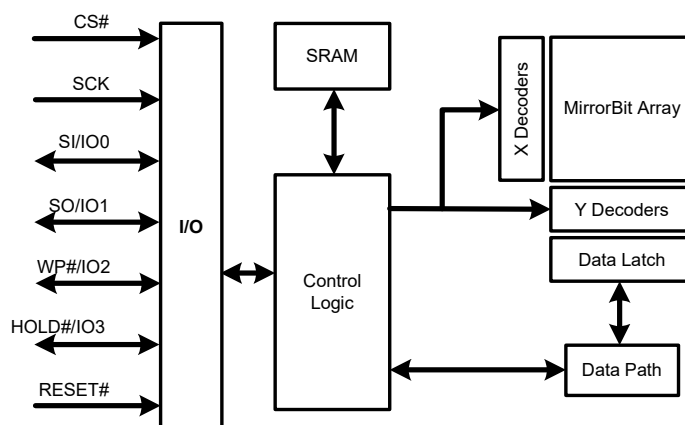 CS#
SCK
SI/IO0
SO/IO1
WP#/IO2
HOLD#/IO3
RESET#
I/O
SRAM
Control
Logic
X Decoders
MirrorBit Array
Y Decoders
Data Latch
Data Path